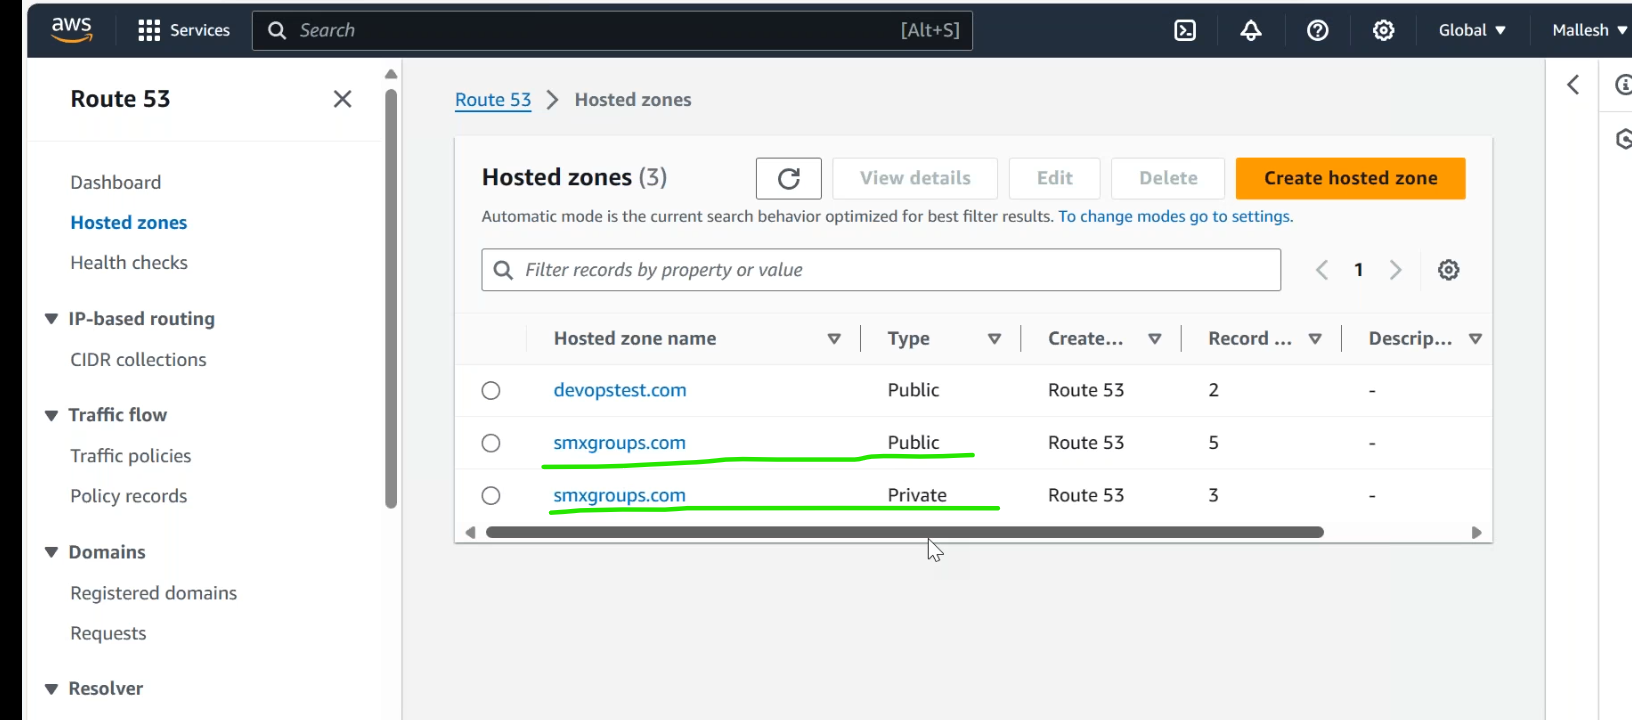 aws Services Search [Alt+S] Global Mallesh
Route 53
Dashboard
Hosted zones
Health checks
IP-based routing
CIDR collections
Traffic flow
Traffic policies
Policy records
Domains
Registered domains
Requests
Resolver
Route 53 > Hosted zones
Hosted zones (3) View details Edit Delete Create hosted zone
Automatic mode is the current search behavior optimized for best filter results. To change modes go to settings.
Filter records by property or value 1
Hosted zone name Type Create... Record ... Descrip...
devopstest.com Public Route 53 2 -
smxgroups.com Public Route 53 5 -
smxgroups.com Private Route 53 3 -